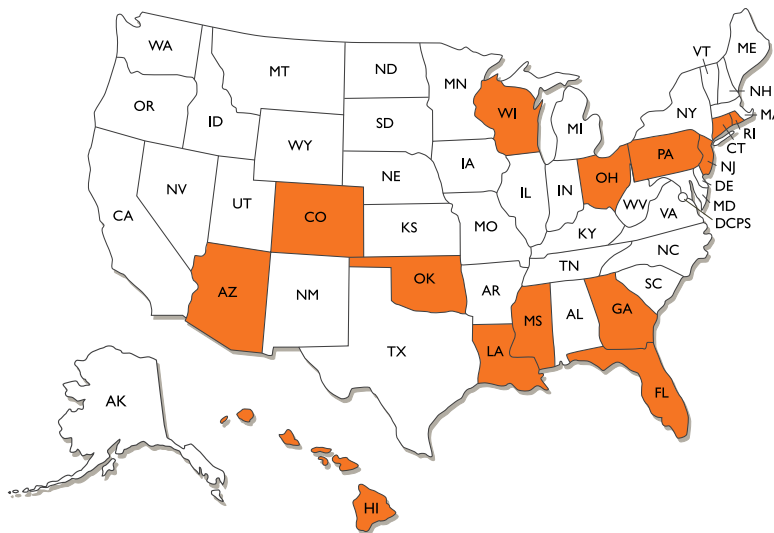 WA
VT
ME
MT
ND
MN
OR
NH
ID
SD
WI
NY
MA
MI
RI
WY
CT
IA
PA
NJ
NE
OH
DE
NV
IL
IN
UT
WV
MD
CA
CO
VA
DCPS
KS
MO
KY
NC
TN
OK
SC
AZ
NM
AR
MS
AL
GA
LA
TX
FL
AK
HI